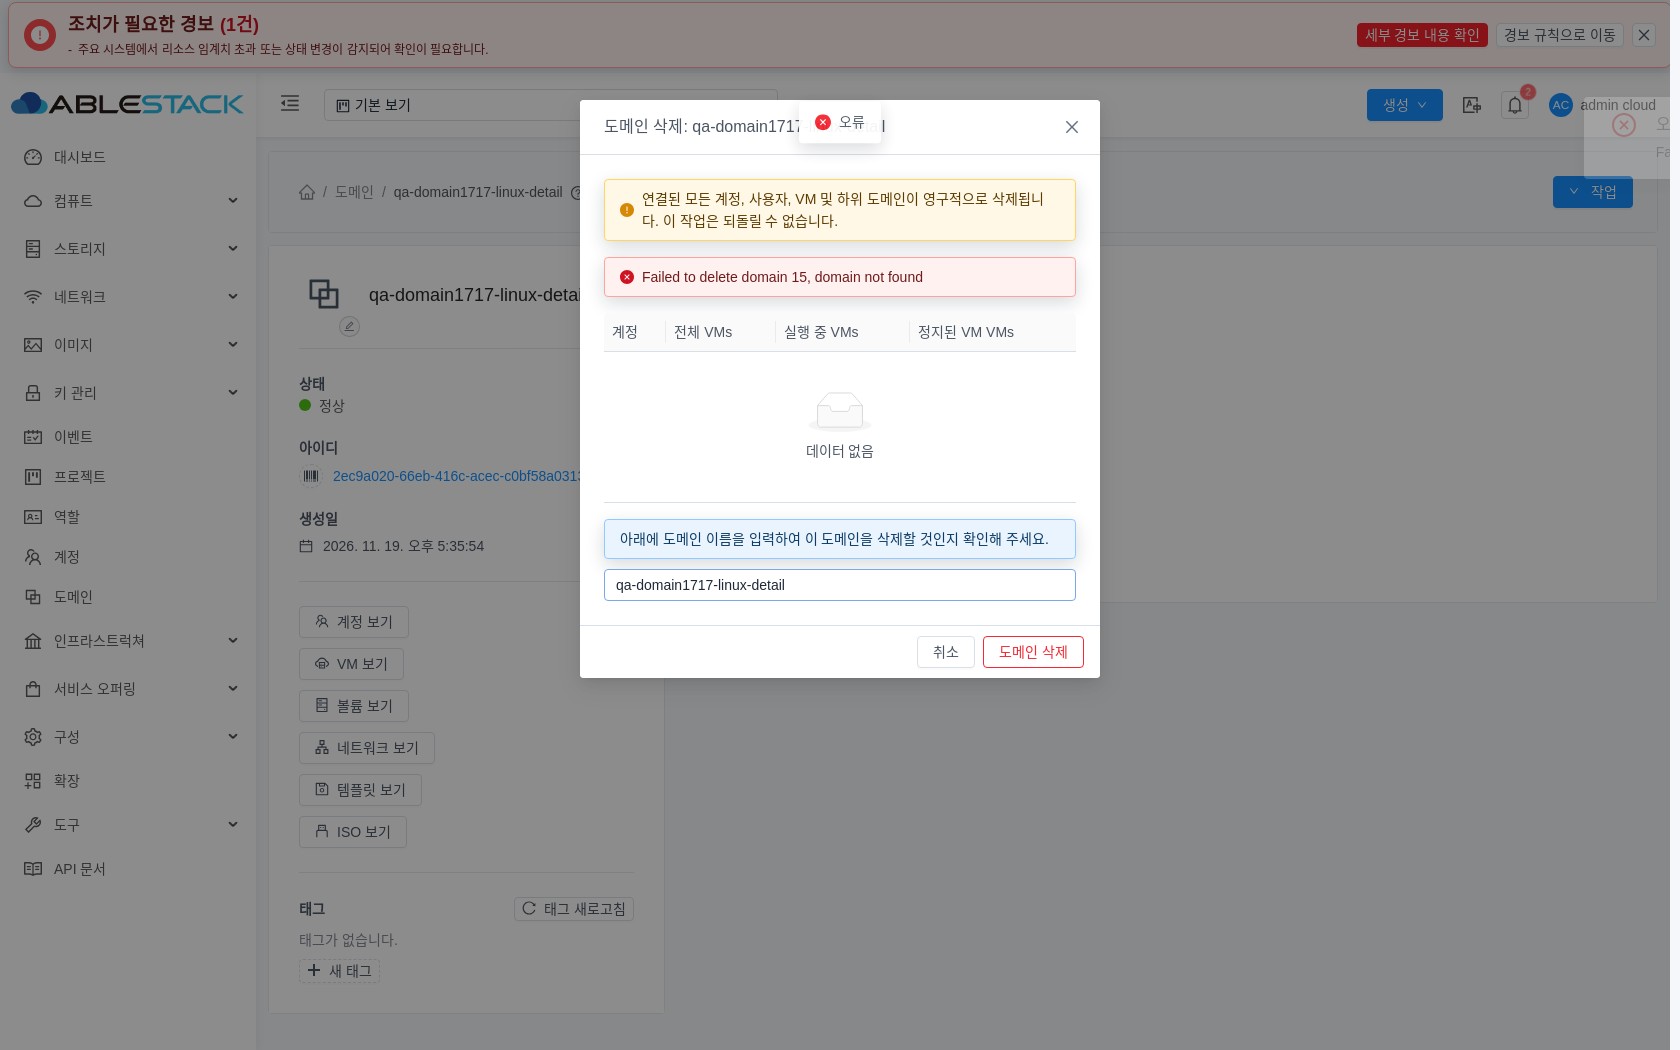 조치가 필요한 경보 (1건)
- 주요 시스템에서 리소스 임계치 초과 또는 상태 변경이 감지되어 확인이 필요합니다.
세부 경보 내용 확인
경보 규칙으로 이동
ABLESTACK
기본 보기
생성
2
AC
admin cloud
대시보드
컴퓨트
스토리지
네트워크
이미지
키 관리
이벤트
프로젝트
역할
계정
도메인
인프라스트럭쳐
서비스 오퍼링
구성
확장
도구
API 문서
/ 도메인 / qa-domain1717-linux-detail
작업
qa-domain1717-linux-detai
상태
정상
아이디
2ec9a020-66eb-416c-acec-c0bf58a0313
생성일
2026. 11. 19. 오후 5:35:54
계정 보기
VM 보기
볼륨 보기
네트워크 보기
템플릿 보기
ISO 보기
태그
태그 새로고침
태그가 없습니다.
새 태그
도메인 삭제: qa-domain1717-linux-detail
오류
연결된 모든 계정, 사용자, VM 및 하위 도메인이 영구적으로 삭제됩니
다. 이 작업은 되돌릴 수 없습니다.
Failed to delete domain 15, domain not found
계정 전체 VMs 실행 중 VMs 정지된 VM VMs
데이터 없음
아래에 도메인 이름을 입력하여 이 도메인을 삭제할 것인지 확인해 주세요.
qa-domain1717-linux-detail
취소
도메인 삭제
오
Fa